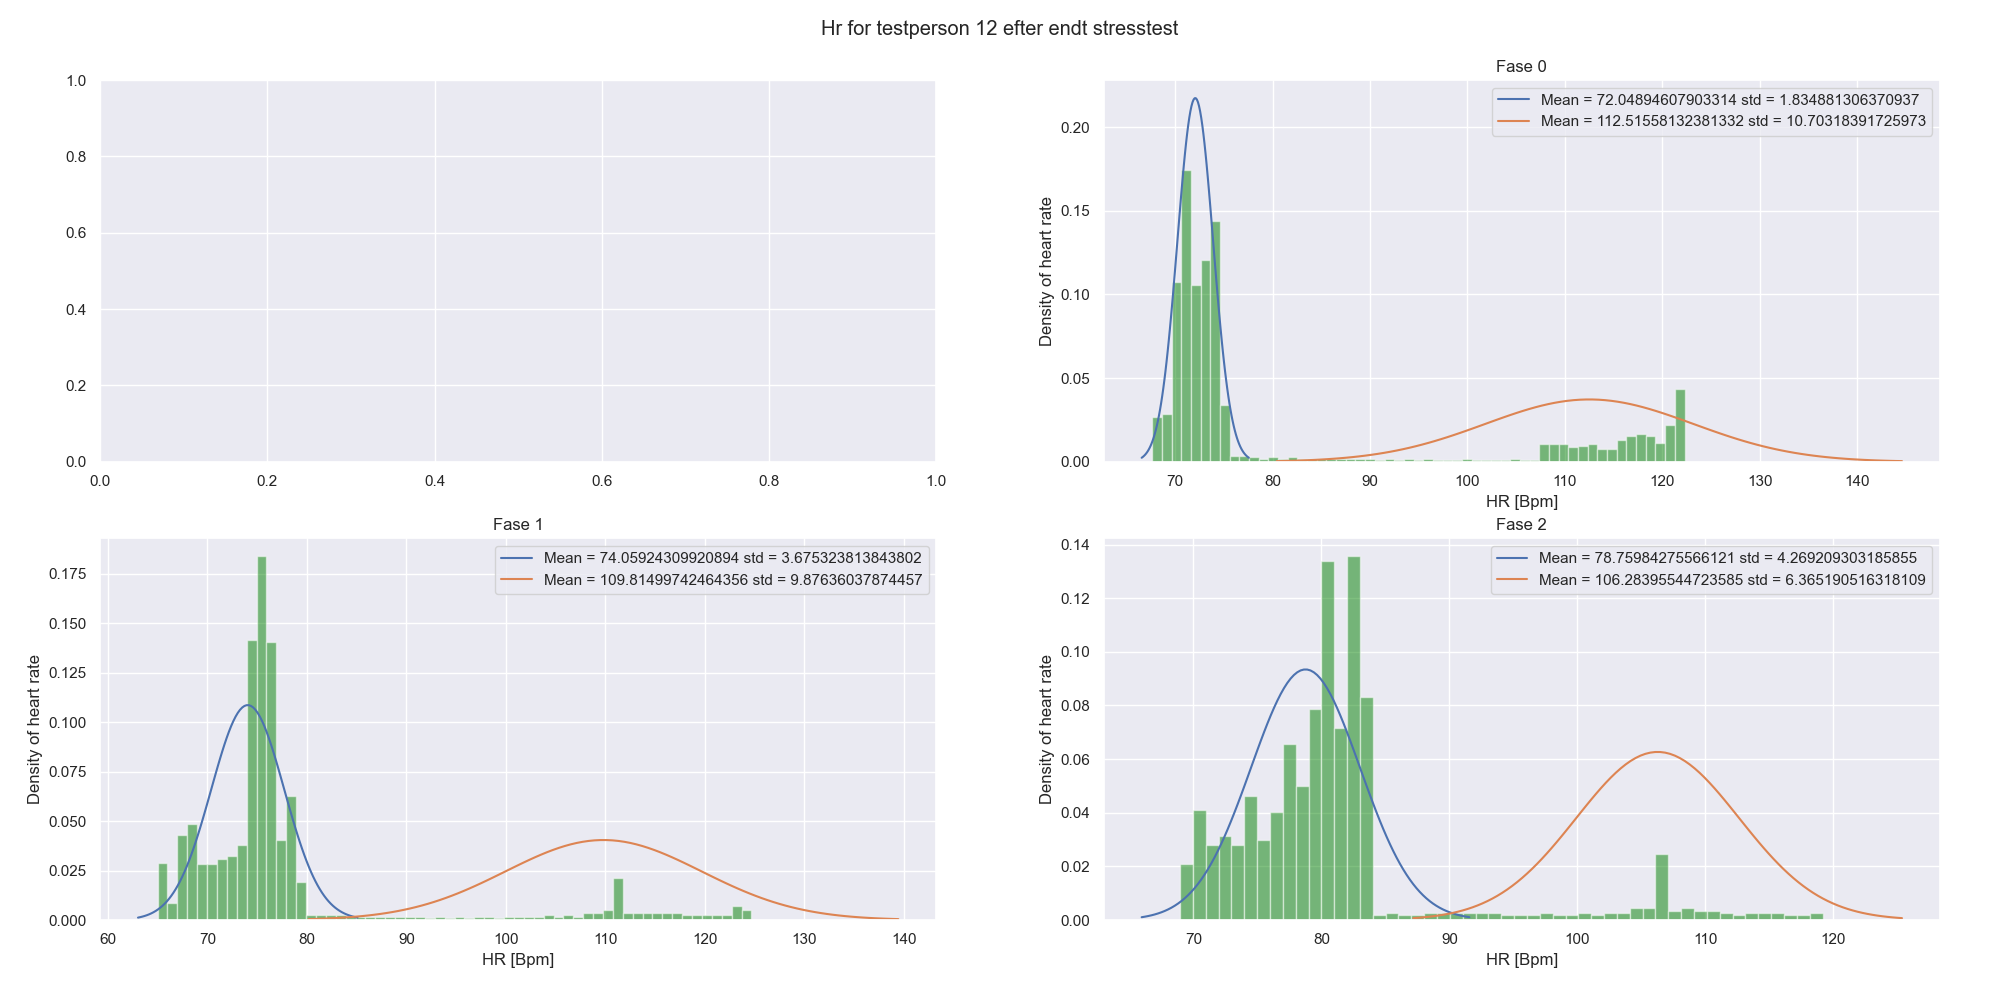 Hr for testperson 12 efter endt stresstest
1.0
0.8
0.6
0.4
0.2
0.0
0.0 0.2 0.4 0.6 0.8 1.0
Fase 0
Mean = 72.04894607903314 std = 1.834881306370937
Mean = 112.51558132381332 std = 10.70318391725973
Density of heart rate
0.20
0.15
0.10
0.05
0.00
70 80 90 100 110 120 130 140
HR [Bpm]
Fase 1
Mean = 74.05924309920894 std = 3.675323813843802
Mean = 109.81499742464356 std = 9.87636037874457
Density of heart rate
0.175
0.150
0.125
0.100
0.075
0.050
0.025
0.000
60 70 80 90 100 110 120 130 140
HR [Bpm]
Fase 2
Mean = 78.75984275566121 std = 4.269209303185855
Mean = 106.28395544723585 std = 6.365190516318109
Density of heart rate
0.14
0.12
0.10
0.08
0.06
0.04
0.02
0.00
70 80 90 100 110 120
HR [Bpm]